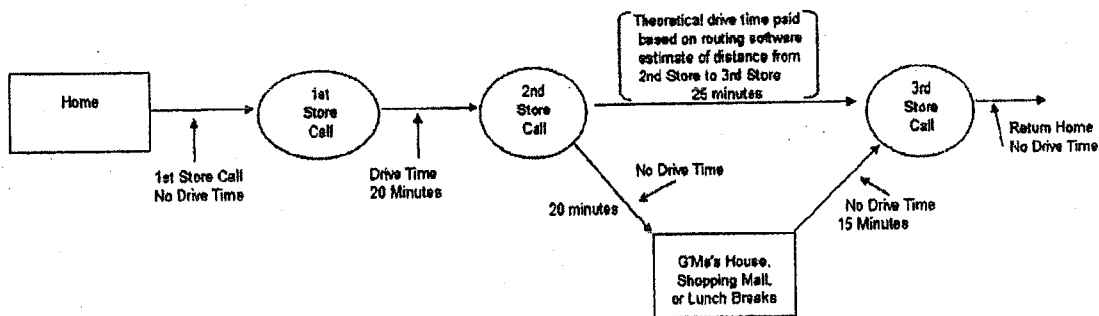 Theoretical drive time paid
based on routing software
estimate of distance from
2nd Store to 3rd Store
25 minutes
Home
1st
Store
Call
2nd
Store
Call
3rd
Store
Call
1st Store Call
No Drive Time
Drive Time
20 Minutes
No Drive Time
20 minutes
Return Home
No Drive Time
No Drive Time
15 Minutes
G'Ma's House,
Shopping Mall,
or Lunch Breaks